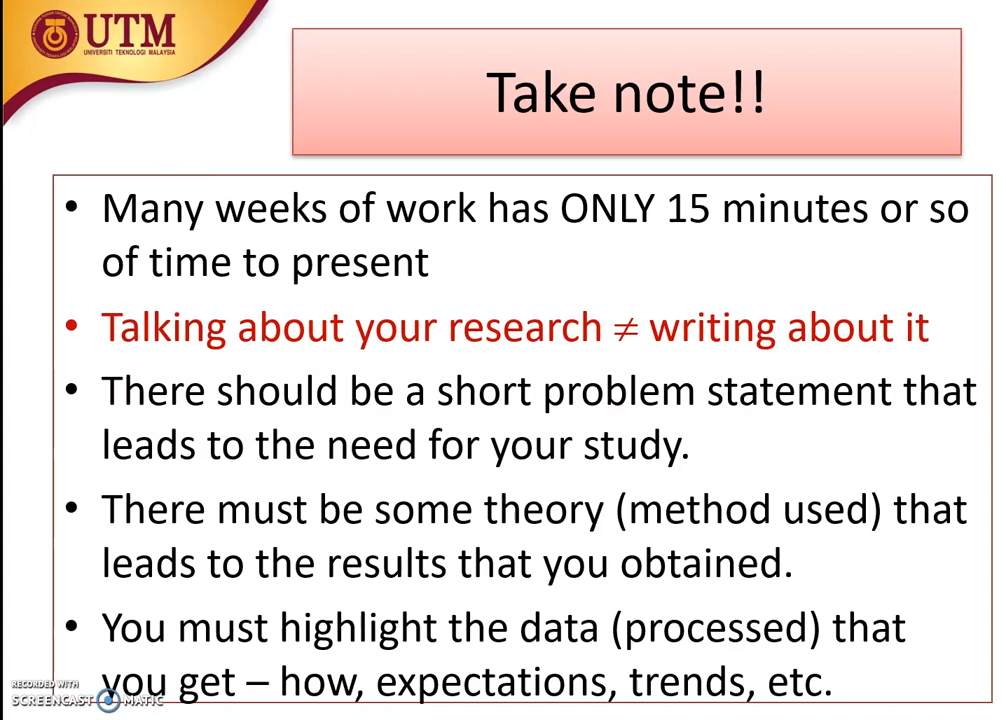 UTM
UNIVERSITI TEKNOLOGI MALAYSIA
Take note!!
• Many weeks of work has ONLY 15 minutes or so
of time to present
• Talking about your research ≠ writing about it
• There should be a short problem statement that
leads to the need for your study.
• There must be some theory (method used) that
leads to the results that you obtained.
• You must highlight the data (processed) that
you get – how, expectations, trends, etc.
RECORDED WITH
SCREENCAST MATIC